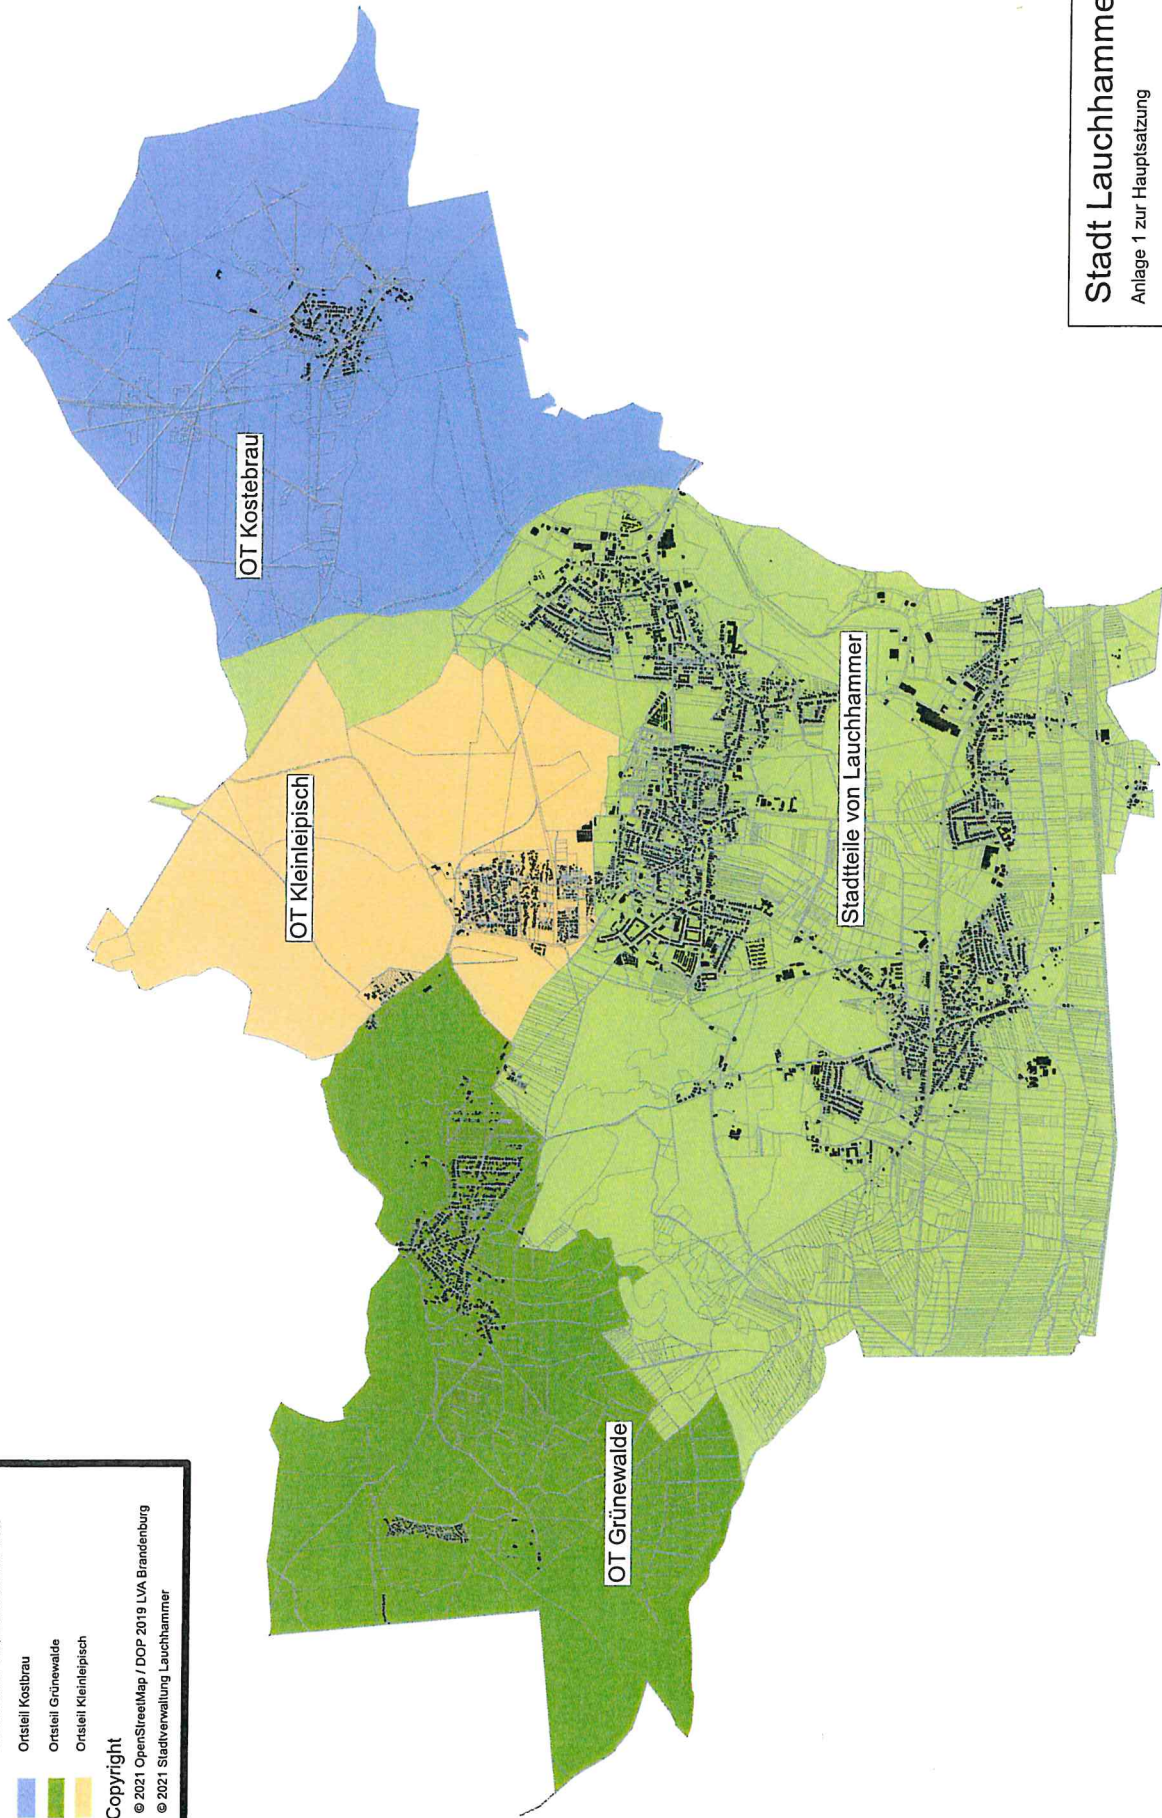 Ortsteil Kostbrau
Ortsteil Grünewalde
Ortsteil Kleinleipisch
Copyright
© 2021 OpenStreetMap / DOP 2019 LVA Brandenburg
© 2021 Stadtverwaltung Lauchhammer
OT Grünewalde
OT Kleinleipisch
OT Kostebrau
Stadtteile von Lauchhammer
Stadt Lauchhamme
Anlage 1 zur Hauptsatzung